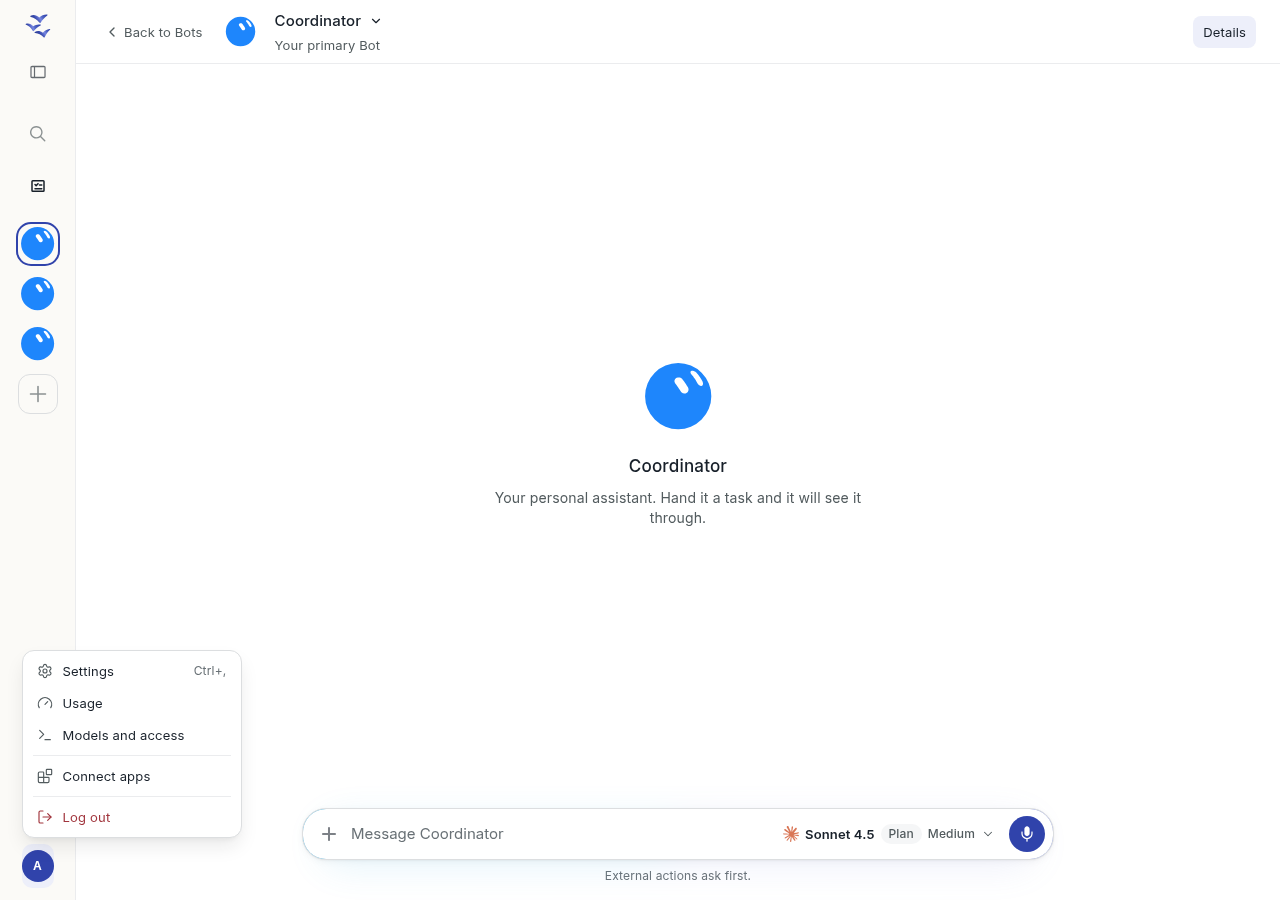 Back to Bots
Coordinator
Your primary Bot
Details
Coordinator
Your personal assistant. Hand it a task and it will see it
through.
Settings Ctrl+,
Usage
Models and access
Connect apps
Log out
A
Message Coordinator
Sonnet 4.5 Plan Medium
External actions ask first.